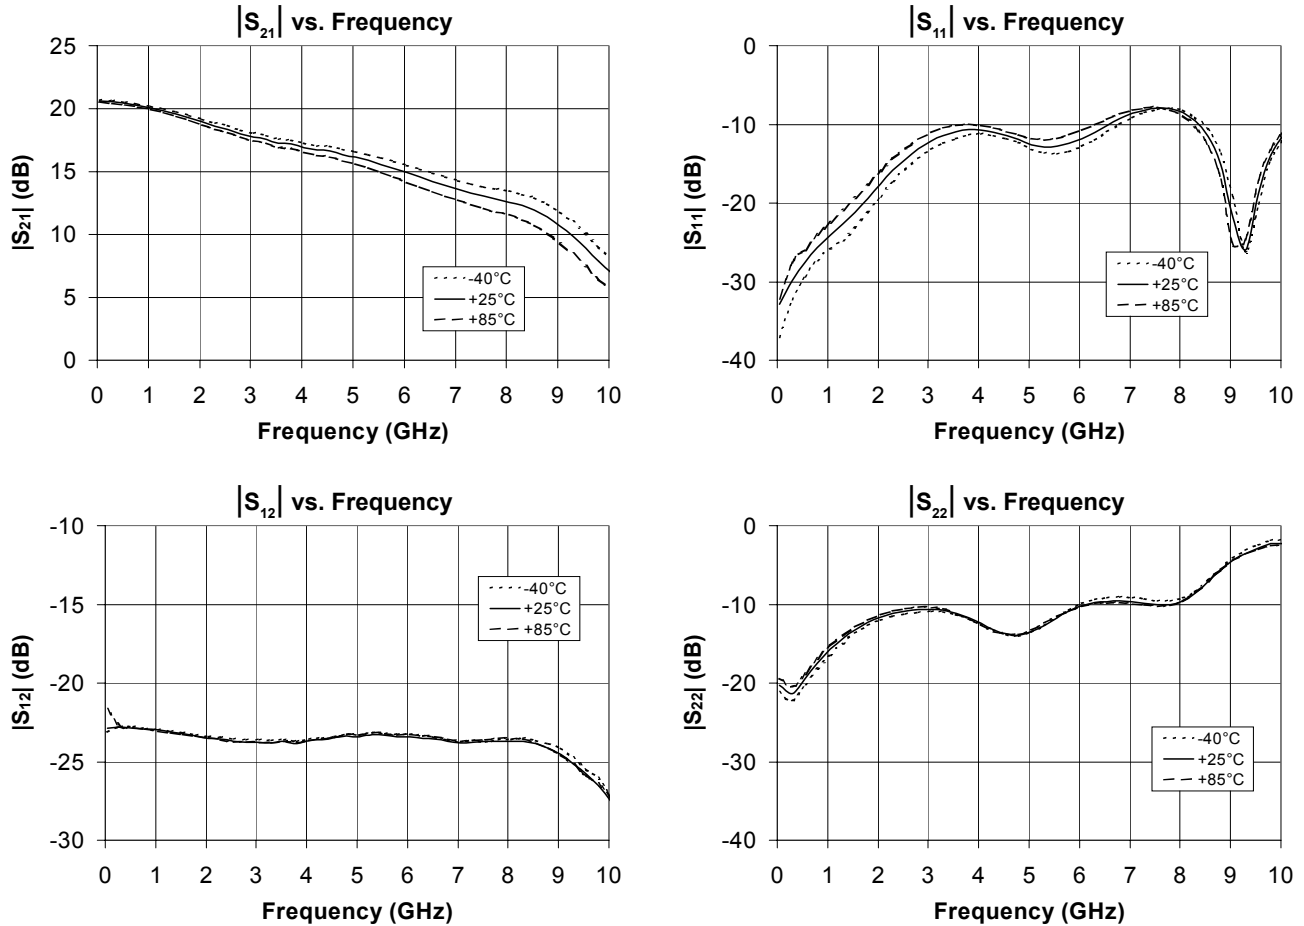 |S21| vs. Frequency
25
20
15
10
5
0
|S21| (dB)
-40°C
+25°C
+85°C
0 1 2 3 4 5 6 7 8 9 10
Frequency (GHz)
|S11| vs. Frequency
0
-10
-20
-30
-40
|S11| (dB)
-40°C
+25°C
+85°C
0 1 2 3 4 5 6 7 8 9 10
Frequency (GHz)
|S12| vs. Frequency
-10
-15
-20
-25
-30
|S12| (dB)
-40°C
+25°C
+85°C
0 1 2 3 4 5 6 7 8 9 10
Frequency (GHz)
|S22| vs. Frequency
0
-10
-20
-30
-40
|S22| (dB)
-40°C
+25°C
+85°C
0 1 2 3 4 5 6 7 8 9 10
Frequency (GHz)